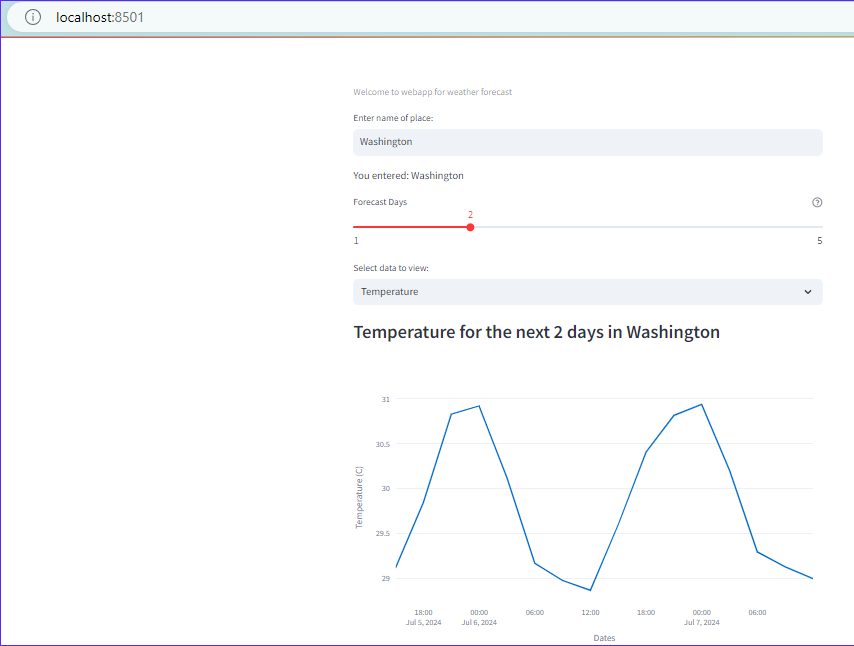 localhost:8501
Welcome to webapp for weather forecast
Enter name of place:
Washington
You entered: Washington
Forecast Days
2
1 5
Select data to view:
Temperature
Temperature for the next 2 days in Washington
31
30.5
30
29.5
29
Temperature (C)
18:00 00:00 06:00 12:00 18:00 00:00 06:00
Jul 5, 2024 Jul 6, 2024 Jul 7, 2024
Dates